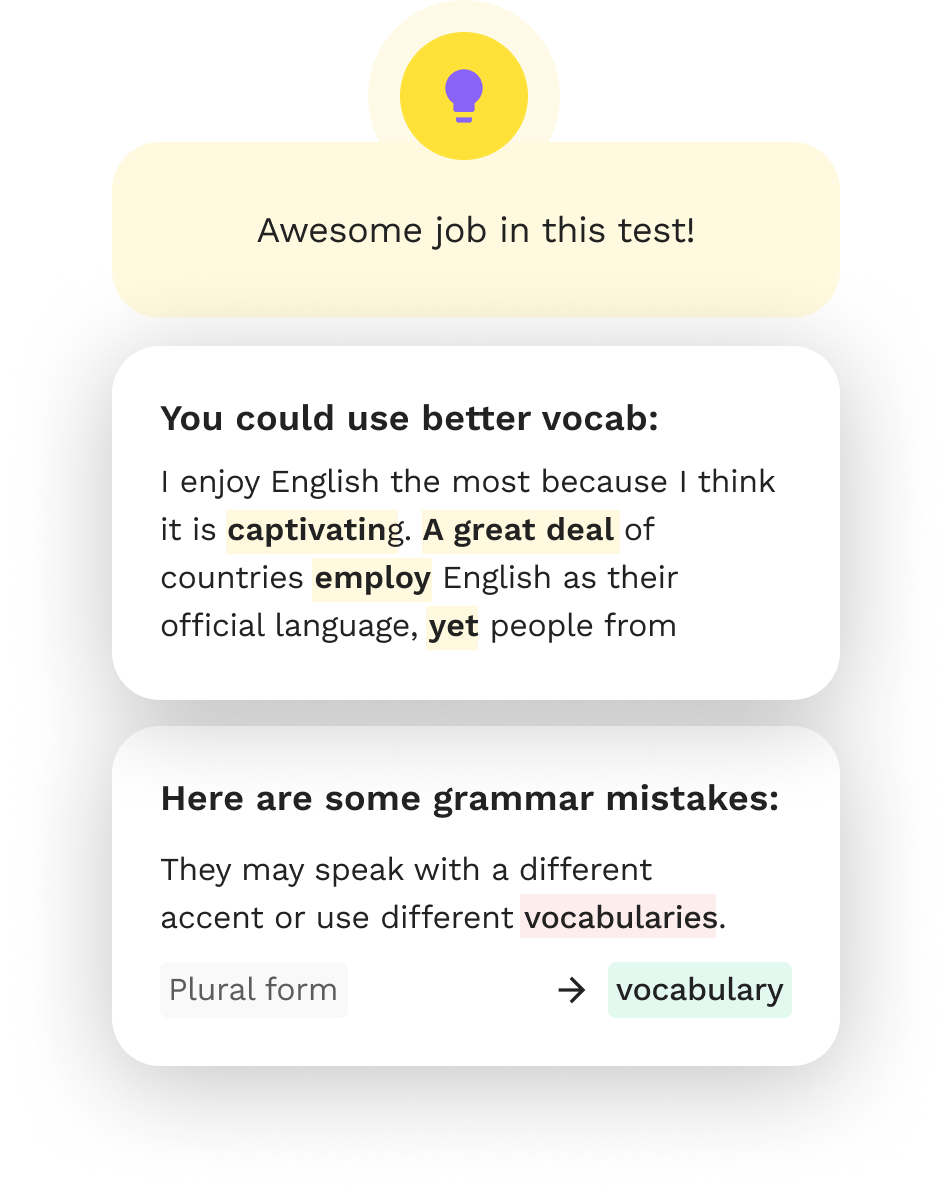 Awesome job in this test!
You could use better vocab:
I enjoy English the most because I think
it is captivating. A great deal of
countries employ English as their
official language, yet people from
Here are some grammar mistakes:
They may speak with a different
accent or use different vocabularies.
Plural form → vocabulary